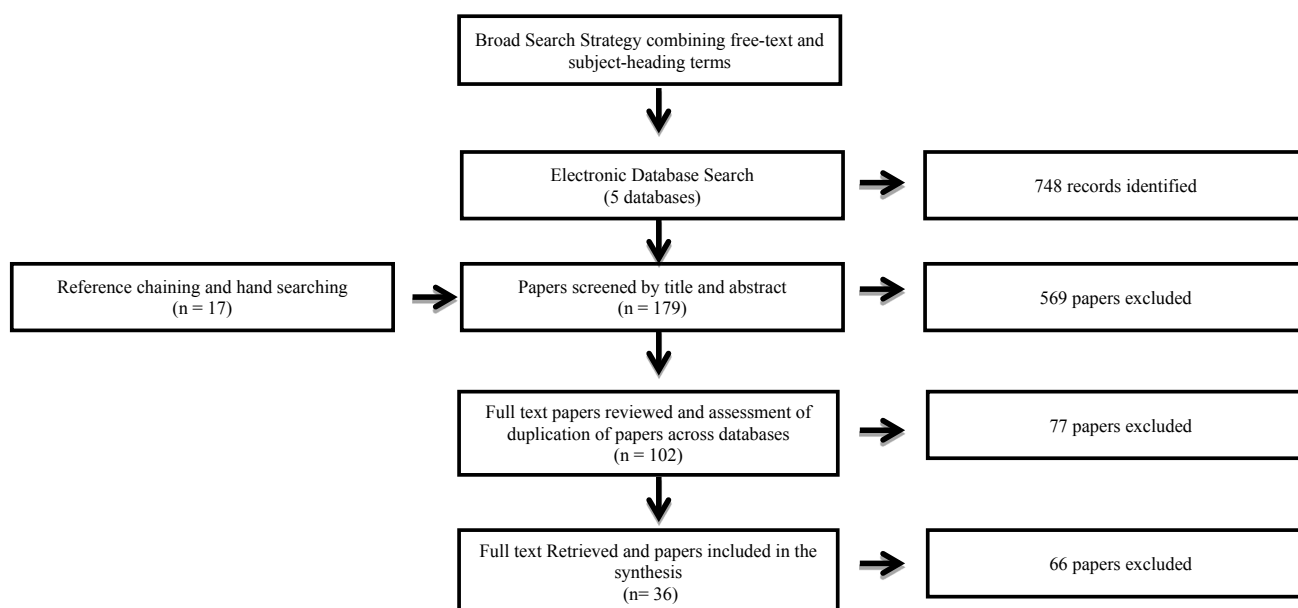 Broad Search Strategy combining free-text and
subject-heading terms
Electronic Database Search
(5 databases)
748 records identified
Reference chaining and hand searching
(n = 17)
Papers screened by title and abstract
(n = 179)
569 papers excluded
Full text papers reviewed and assessment of
duplication of papers across databases
(n = 102)
77 papers excluded
Full text Retrieved and papers included in the
synthesis
(n= 36)
66 papers excluded